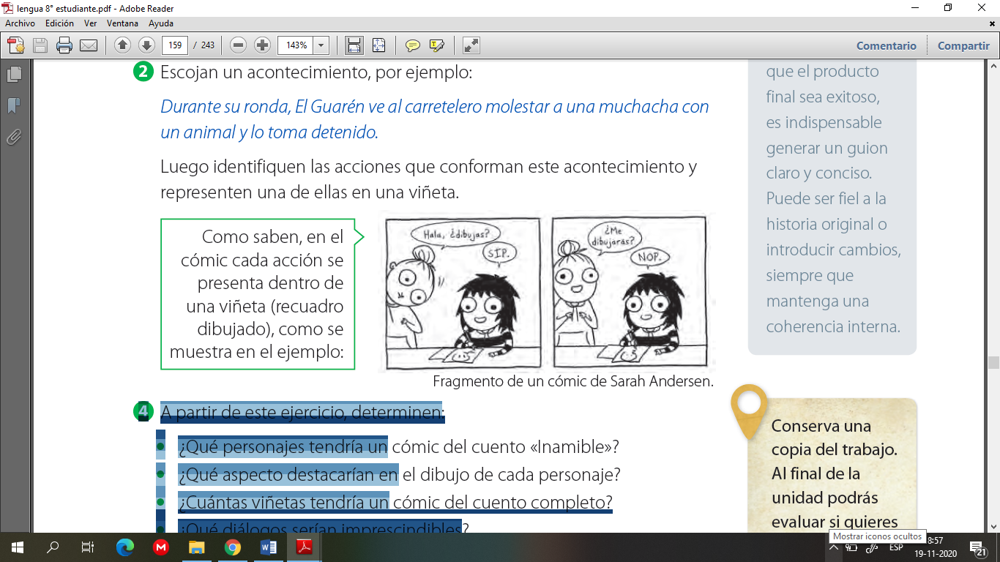 lengua 8° estudiante.pdf - Adobe Reader
Archivo Edición Ver Ventana Ayuda
159 / 243 143% Comentario Compartir
2 Escojan un acontecimiento, por ejemplo:
Durante su ronda, El Guarén ve al carretelero molestar a una muchacha con
un animal y lo toma detenido.
Luego identifiquen las acciones que conforman este acontecimiento y
representen una de ellas en una viñeta.
Como saben, en el
cómic cada acción se
presenta dentro de
una viñeta (recuadro
dibujado), como se
muestra en el ejemplo:
Hala, ¿dibujas?
SÍP.
¿Me
dibujarás?
NOP.
Fragmento de un cómic de Sarah Andersen.
4 A partir de este ejercicio, determinen:
• ¿Qué personajes tendría un cómic del cuento «Inamible»?
• ¿Qué aspecto destacarían en el dibujo de cada personaje?
• ¿Cuántas viñetas tendría un cómic del cuento completo?
• ¿Qué diálogos serían imprescindibles?
que el producto
final sea exitoso,
es indispensable
generar un guion
claro y conciso.
Puede ser fiel a la
historia original o
introducir cambios,
siempre que
mantenga una
coherencia interna.
Conserva una
copia del trabajo.
Al final de la
unidad podrás
evaluar si quieres
Mostrar iconos ocultos
ESP
8:57
19-11-2020
21